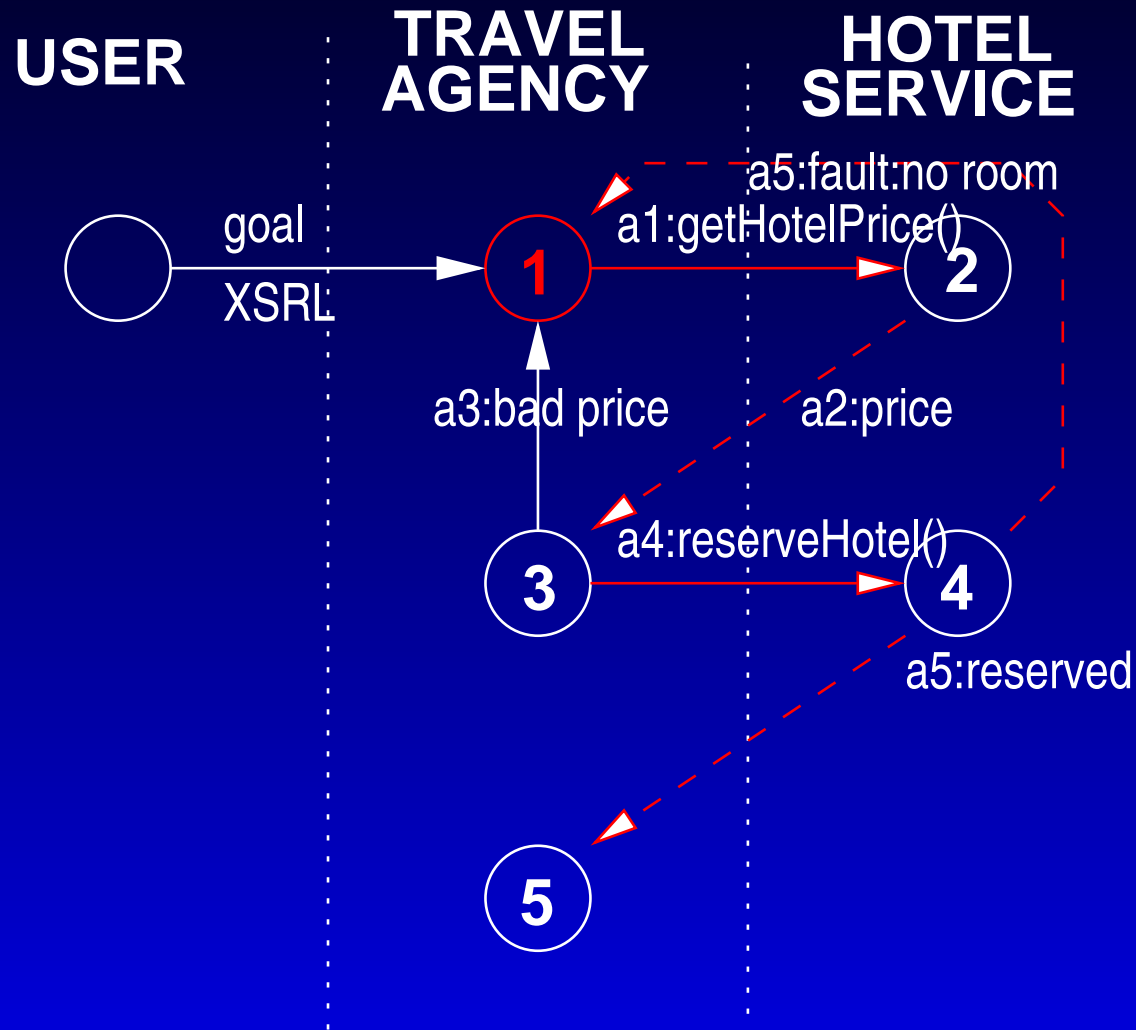 USER
TRAVEL
AGENCY
HOTEL
SERVICE
a5:fault:no room
goal
a1:getHotelPrice()
1
2
XSRL
a3:bad price
a2:price
a4:reserveHotel()
3
4
a5:reserved
5